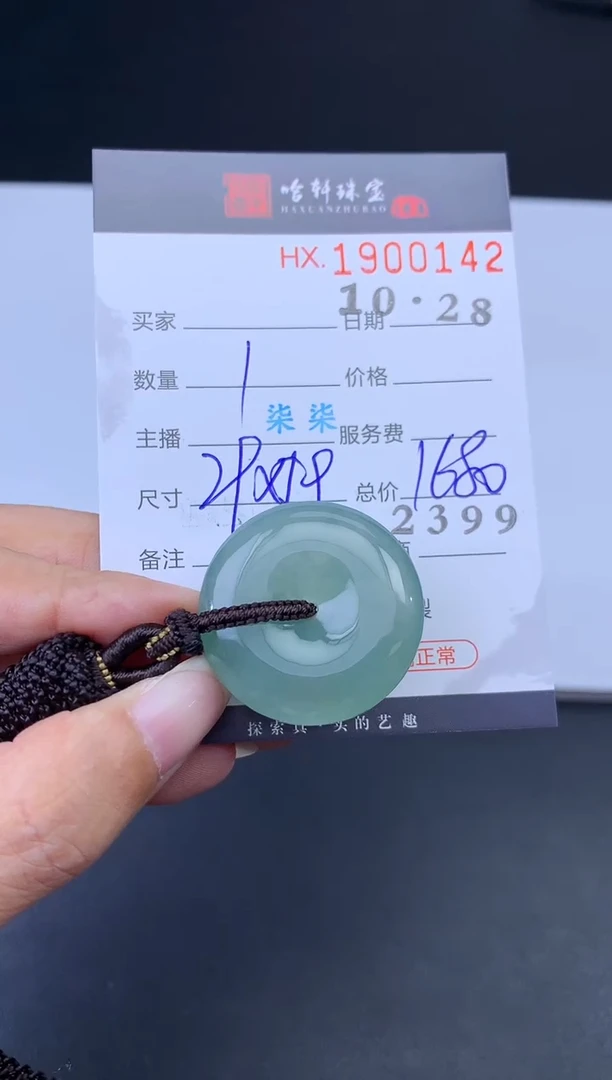 哈轩珠宝
HAXUANZHUBAO
HX.1900142
10·28
买家 日期
数量 1 价格
柒柒
主播 服务费
尺寸 总价 1680
2399
备注
正常
探索真 实的艺趣